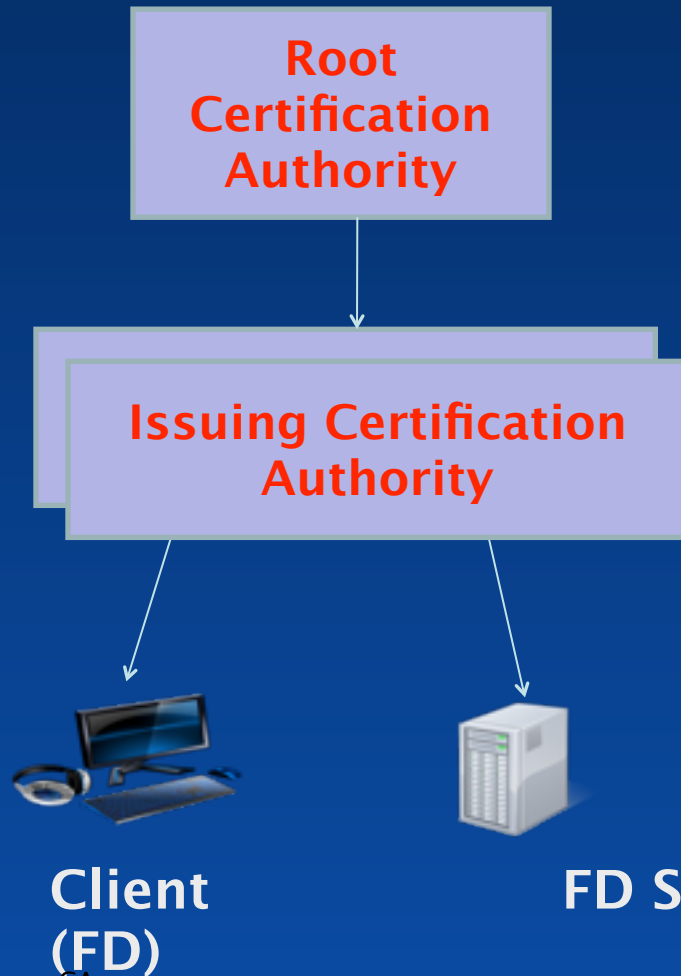 Root
Certification
Authority
Issuing Certification
Authority
Client
(FD)
FD S